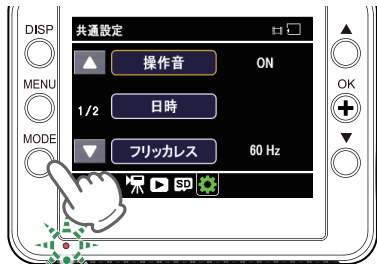 DISP
共通設定
操作音 ON
MENU
OK
1/2 日時
MODE
フリッカレス 60 Hz
SD